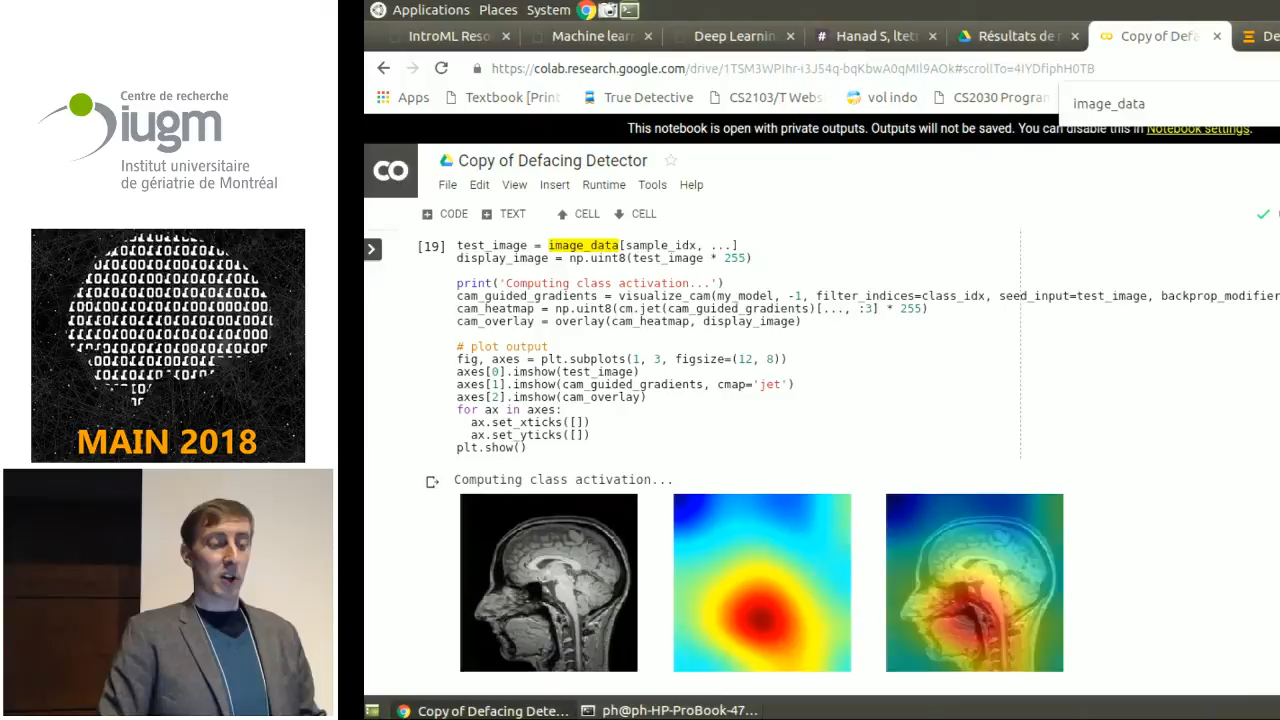 Centre de recherche
iugm
Institut universitaire
de gériatrie de Montréal
MAIN 2018
Applications Places System
IntroML Reso
Machine lear
Deep Learnin
Hanad S, ltet
Résultats de r
Copy of Defa
De
https://colab.research.google.com/drive/1TSM3WPIhr-i3J54q-bqKbwA0qMIl9AOk#scrollTo=4IYDfiphH0TB
Apps
Textbook [Print
True Detective
CS2103/T Webs
vol indo
CS2030 Program
image_data
This notebook is open with private outputs. Outputs will not be saved. You can disable this in Notebook settings.
CO
Copy of Defacing Detector
File Edit View Insert Runtime Tools Help
CODE TEXT CELL CELL
[19] test_image = image_data[sample_idx, ...]
display_image = np.uint8(test_image * 255)
print('Computing class activation...')
cam_guided_gradients = visualize_cam(my_model, -1, filter_indices=class_idx, seed_input=test_image, backprop_modifier
cam_heatmap = np.uint8(cm.jet(cam_guided_gradients)[..., :3] * 255)
cam_overlay = overlay(cam_heatmap, display_image)
# plot output
fig, axes = plt.subplots(1, 3, figsize=(12, 8))
axes[0].imshow(test_image)
axes[1].imshow(cam_guided_gradients, cmap='jet')
axes[2].imshow(cam_overlay)
for ax in axes:
ax.set_xticks([])
ax.set_yticks([])
plt.show()
Computing class activation...
Copy of Defacing Dete...
ph@ph-HP-ProBook-47...